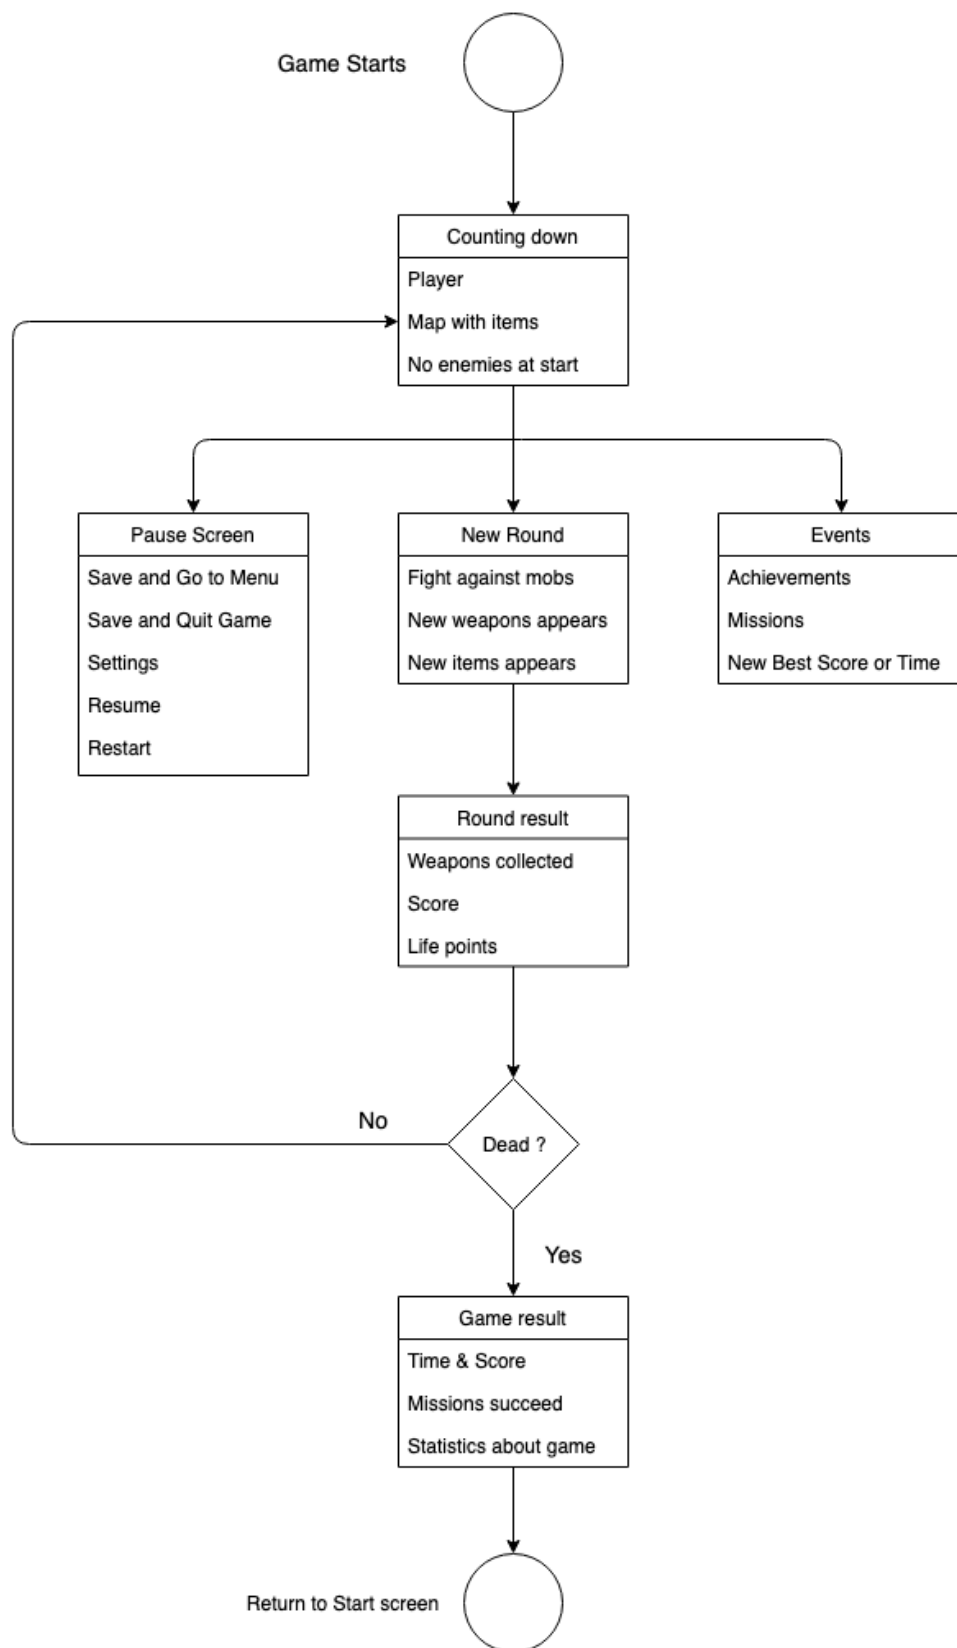 Game Starts
Counting down
Player
Map with items
No enemies at start
Pause Screen
Save and Go to Menu
Save and Quit Game
Settings
Resume
Restart
New Round
Fight against mobs
New weapons appears
New items appears
Events
Achievements
Missions
New Best Score or Time
Round result
Weapons collected
Score
Life points
Dead ?
No
Yes
Game result
Time & Score
Missions succeed
Statistics about game
Return to Start screen